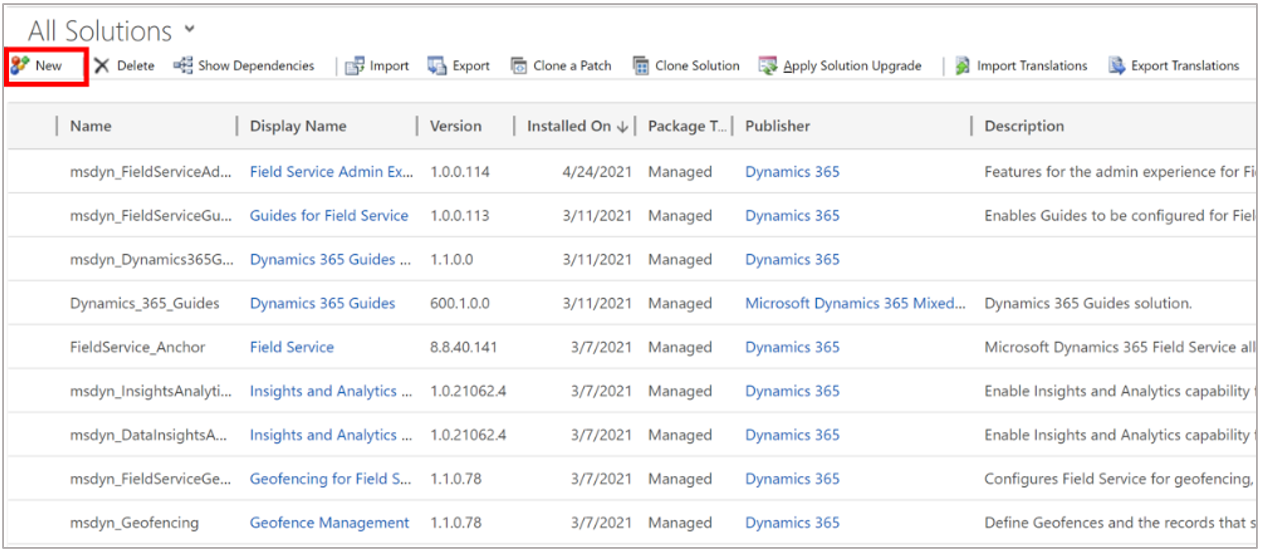 All Solutions
New Delete Show Dependencies Import Export Clone a Patch Clone Solution Apply Solution Upgrade Import Translations Export Translations
Name Display Name Version Installed On ↓ Package T... Publisher Description
msdyn_FieldServiceAd... Field Service Admin Ex... 1.0.0.114 4/24/2021 Managed Dynamics 365 Features for the admin experience for Fi
msdyn_FieldServiceGu... Guides for Field Service 1.0.0.113 3/11/2021 Managed Dynamics 365 Enables Guides to be configured for Fiel
msdyn_Dynamics365G... Dynamics 365 Guides ... 1.1.0.0 3/11/2021 Managed Dynamics 365
Dynamics_365_Guides Dynamics 365 Guides 600.1.0.0 3/11/2021 Managed Microsoft Dynamics 365 Mixed... Dynamics 365 Guides solution.
FieldService_Anchor Field Service 8.8.40.141 3/7/2021 Managed Dynamics 365 Microsoft Dynamics 365 Field Service all
msdyn_InsightsAnalyti... Insights and Analytics ... 1.0.21062.4 3/7/2021 Managed Dynamics 365 Enable Insights and Analytics capability
msdyn_DataInsightsA... Insights and Analytics ... 1.0.21062.4 3/7/2021 Managed Dynamics 365 Enable Insights and Analytics capability
msdyn_FieldServiceGe... Geofencing for Field S... 1.1.0.78 3/7/2021 Managed Dynamics 365 Configures Field Service for geofencing,
msdyn_Geofencing Geofence Management 1.1.0.78 3/7/2021 Managed Dynamics 365 Define Geofences and the records that s